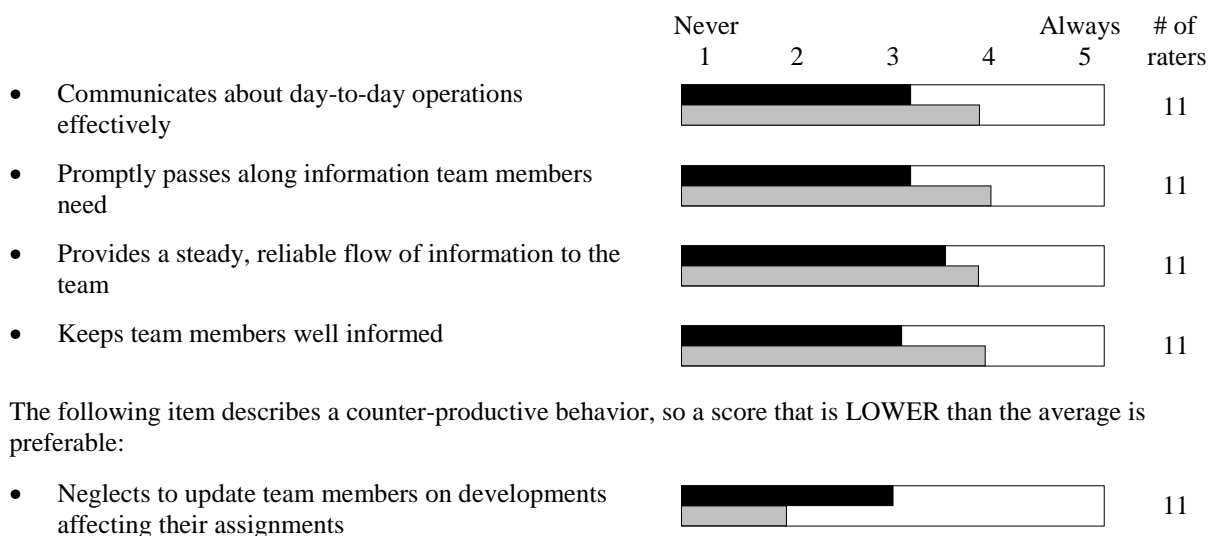 Never Always # of
1 2 3 4 5 raters
• Communicates about day-to-day operations
effectively
11
• Promptly passes along information team members
need
11
• Provides a steady, reliable flow of information to the
team
11
• Keeps team members well informed
11
The following item describes a counter-productive behavior, so a score that is LOWER than the average is
preferable:
• Neglects to update team members on developments
affecting their assignments
11